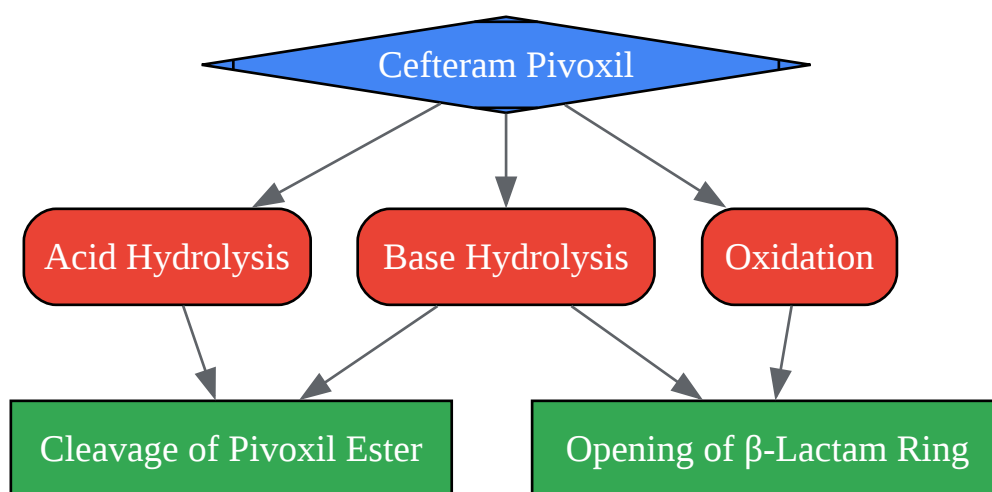 Cefteram Pivoxil
Acid Hydrolysis
Base Hydrolysis
Oxidation
Cleavage of Pivoxil Ester
Opening of β-Lactam Ring